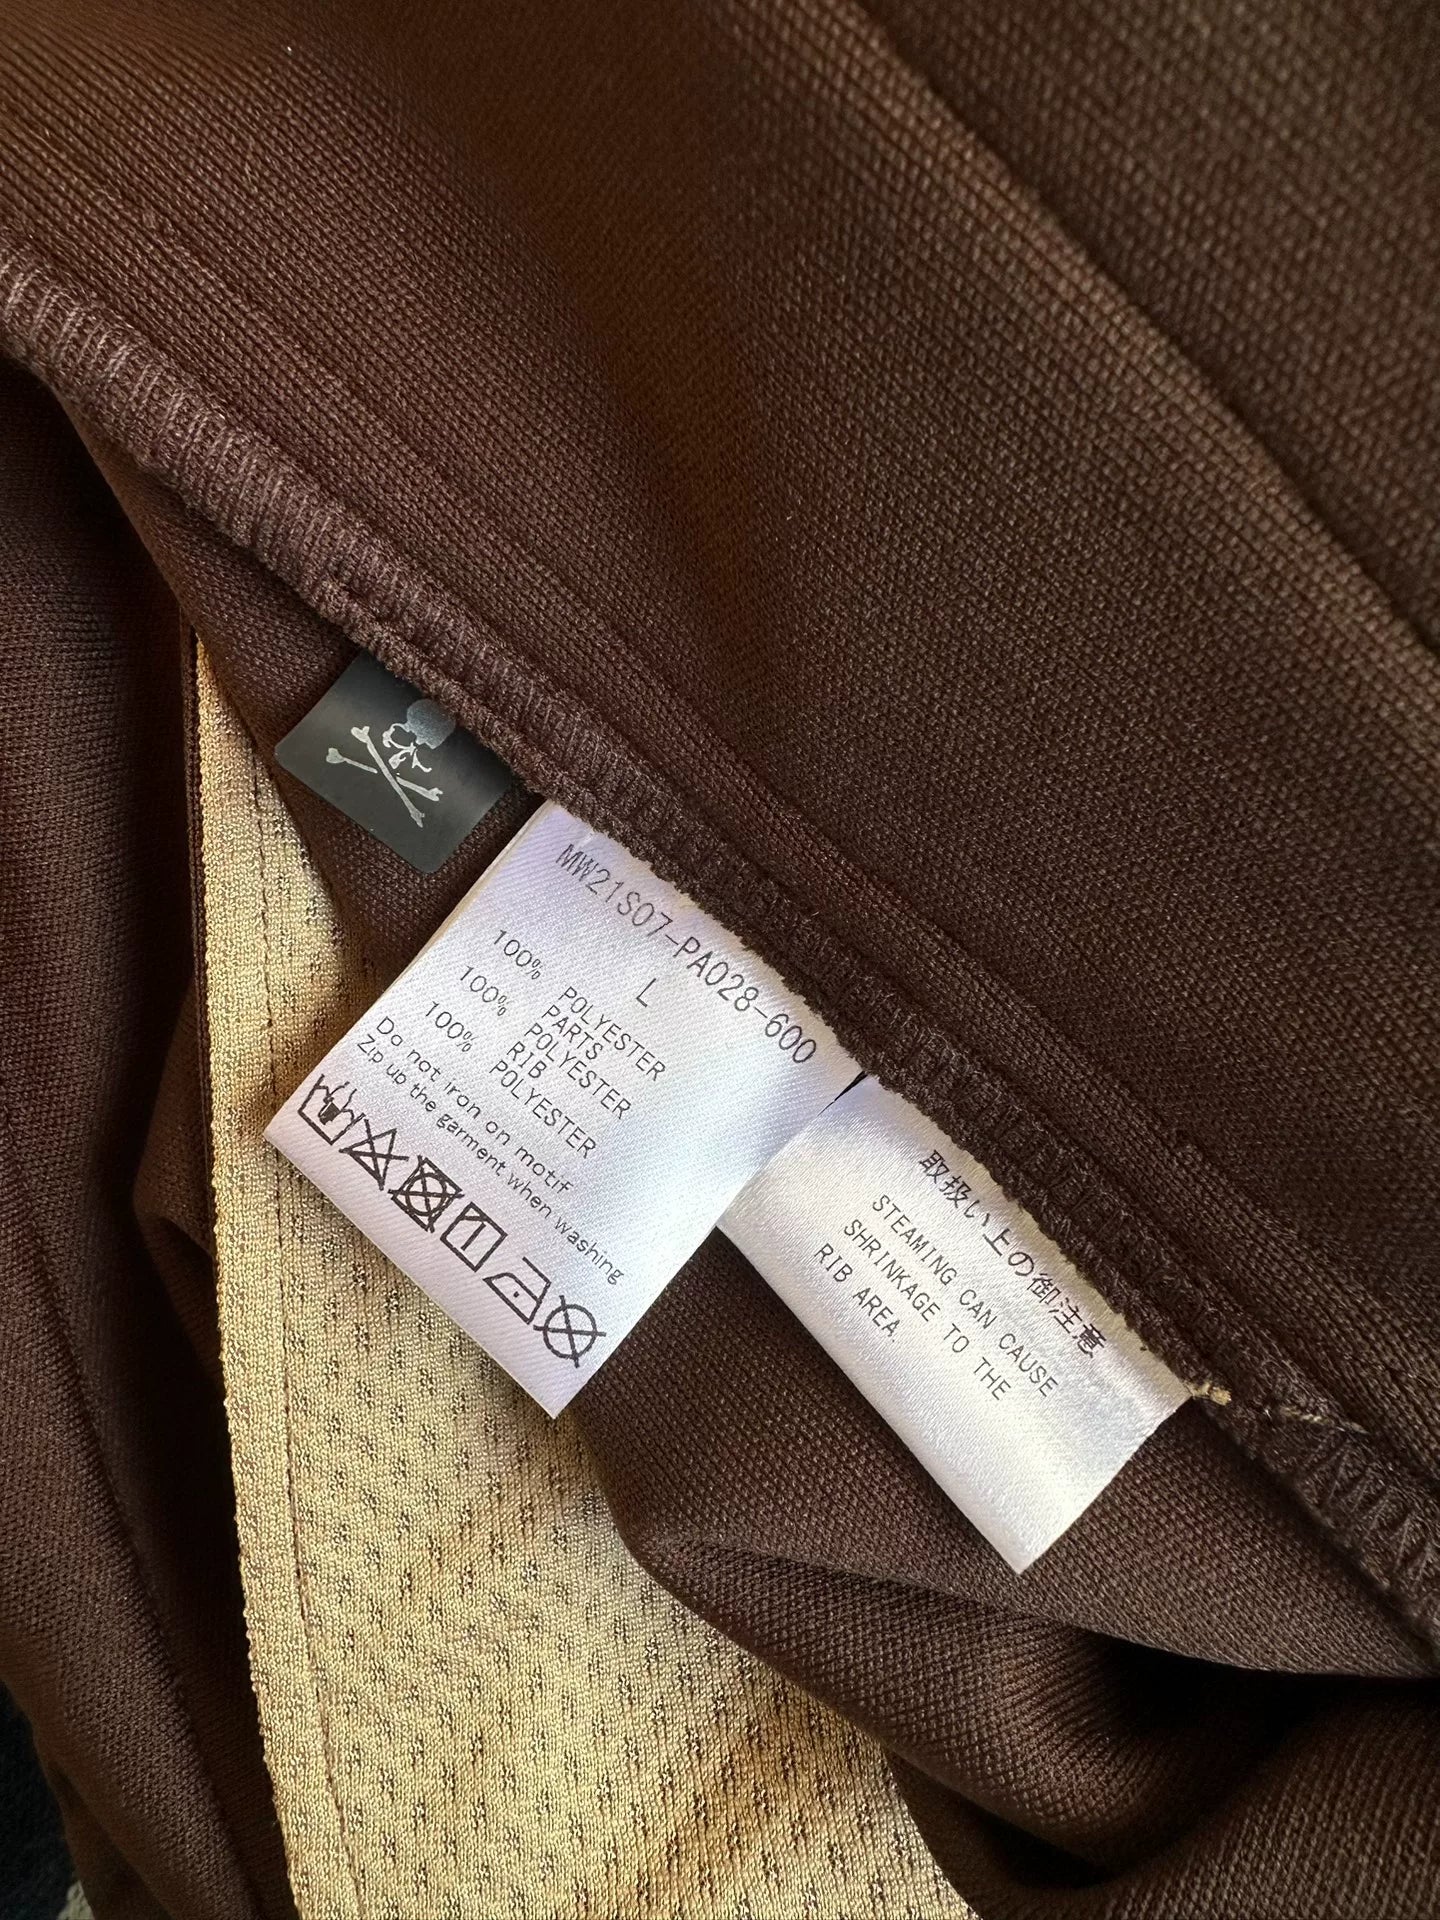 MW21S07-PA028-600
L
100% POLYESTER
PARTS
100% POLYESTER
RIB
100% POLYESTER
Do not iron on motif
Zip up the garment when washing
取扱い上の御注意
STEAMING CAN CAUSE
SHRINKAGE TO THE
RIB AREA.